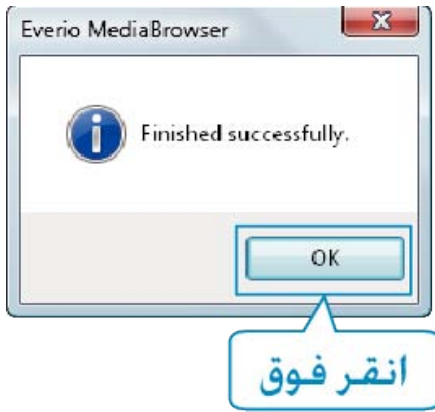 Everio MediaBrowser
Finished successfully.
OK
انقر فوق